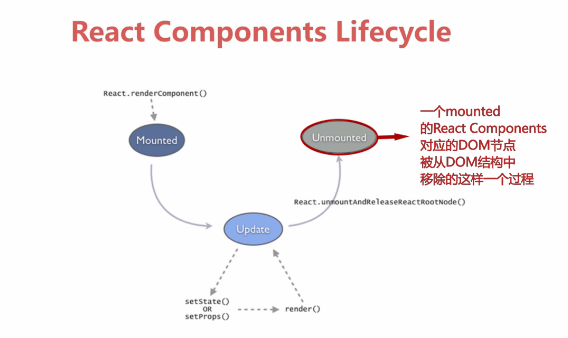 React Components Lifecycle
React.renderComponent()
Mounted
Unmounted
一个mounted
的React Components
对应的DOM节点
被从DOM结构中
移除的这样一个过程
React.unmountAndReleaseReactRootNode()
Update
setState()
OR
setProps()
render()